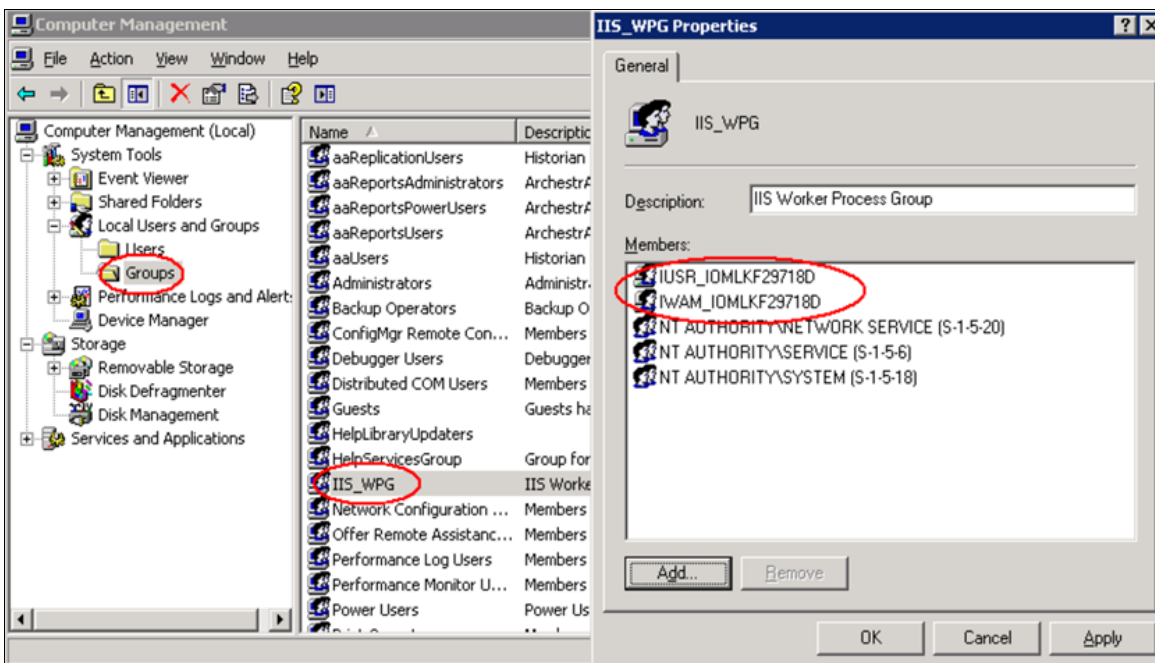 Computer Management
File Action View Window Help
Computer Management (Local)
System Tools
Event Viewer
Shared Folders
Local Users and Groups
Users
Groups
Performance Logs and Alert:
Device Manager
Storage
Removable Storage
Disk Defragmenter
Disk Management
Services and Applications
Name Descriptic
aaReplicationUsers Historian
aaReportsAdministrators ArchestrA
aaReportsPowerUsers ArchestrA
aaReportsUsers ArchestrA
aaUsers Historian
Administrators Administr.
Backup Operators Backup O
ConfigMgr Remote Con... Members
Debugger Users Debugger
Distributed COM Users Members
Guests Guests ha
HelpLibraryUpdaters
HelpServicesGroup Group for
IIS_WPG IIS Worke
Network Configuration ... Members
Offer Remote Assistanc... Members
Performance Log Users Members
Performance Monitor U... Members
Power Users Power Us
IIS_WPG Properties
General
IIS_WPG
Description: IIS Worker Process Group
Members:
IUSR_IOMLKF29718D
IWAM_IOMLKF29718D
NT AUTHORITY\NETWORK SERVICE (S-1-5-20)
NT AUTHORITY\SERVICE (S-1-5-6)
NT AUTHORITY\SYSTEM (S-1-5-18)
Add... Remove
OK Cancel Apply